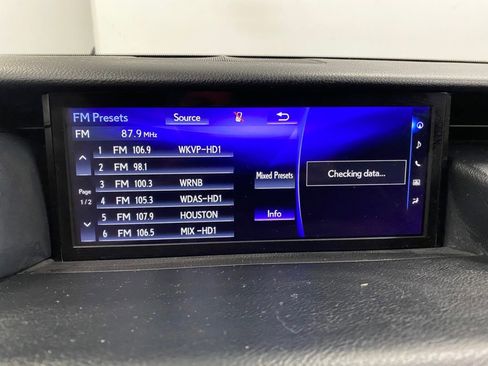 FM Presets Source
FM 87.9 MHz
1 FM 106.9 WKVP-HD1
2 FM 98.1
3 FM 100.3 WRNB
4 FM 105.3 WDAS-HD1
5 FM 107.9 HOUSTON
6 FM 106.5 MIX -HD1
Page
1/2
Mixed Presets
Info
Checking data...